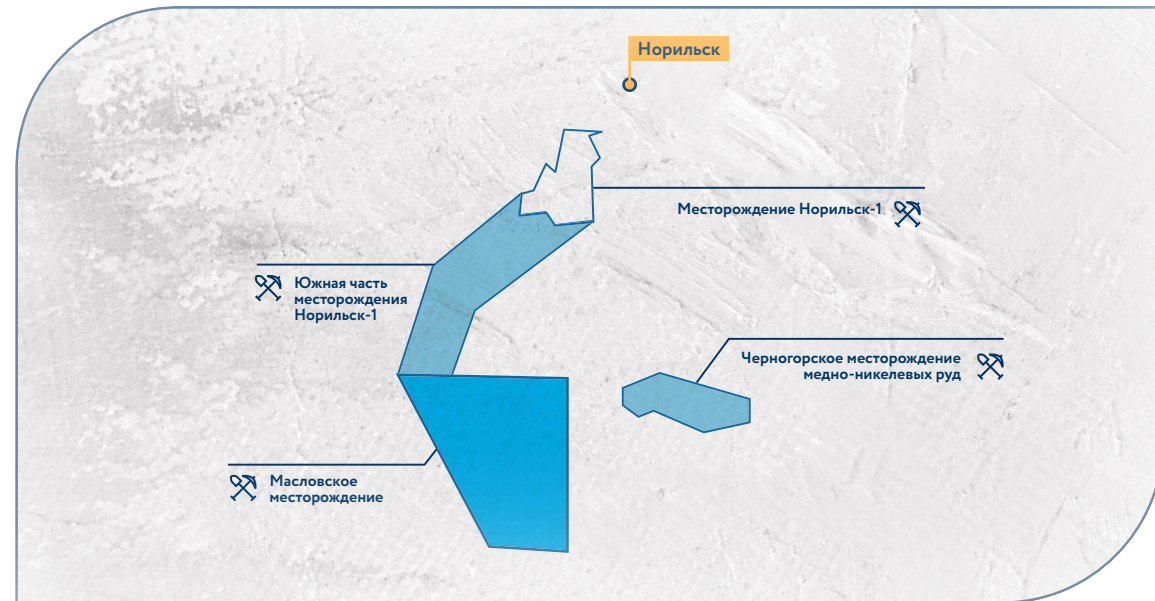 Норильск
Месторождение Норильск-1
Южная часть
месторождения
Норильск-1
Черногорское месторождение
медно-никелевых руд
Масловское
месторождение